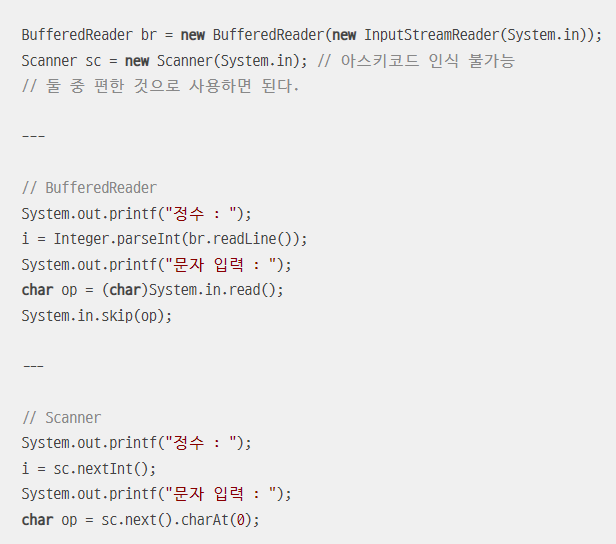 BufferedReader br = new BufferedReader(new InputStreamReader(System.in));
Scanner sc = new Scanner(System.in); // 아스키코드 인식 불가능
// 둘 중 편한 것으로 사용하면 된다.
---
// BufferedReader
System.out.printf("정수 : ");
i = Integer.parseInt(br.readLine());
System.out.printf("문자 입력 : ");
char op = (char)System.in.read();
System.in.skip(op);
---
// Scanner
System.out.printf("정수 : ");
i = sc.nextInt();
System.out.printf("문자 입력 : ");
char op = sc.next().charAt(0);